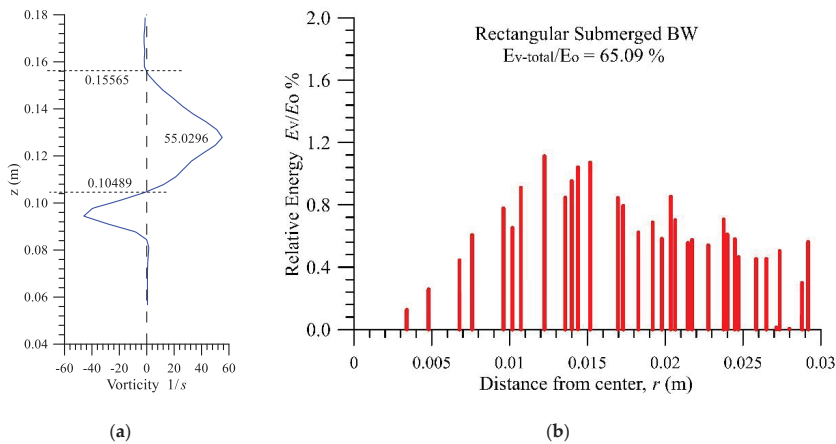 0.18
0.16
0.14
0.12
0.10
0.08
0.06
0.04
z (m)
0.15565
55.0296
0.10489
-60 -40 -20 0 20 40 60
Vorticity 1/s
(a)
2.0
1.6
1.2
0.8
0.4
0.0
Relative Energy Ev/Eo %
Rectangular Submerged BW
Ev-total/Eo = 65.09 %
0 0.005 0.01 0.015 0.02 0.025 0.03
Distance from center, r (m)
(b)